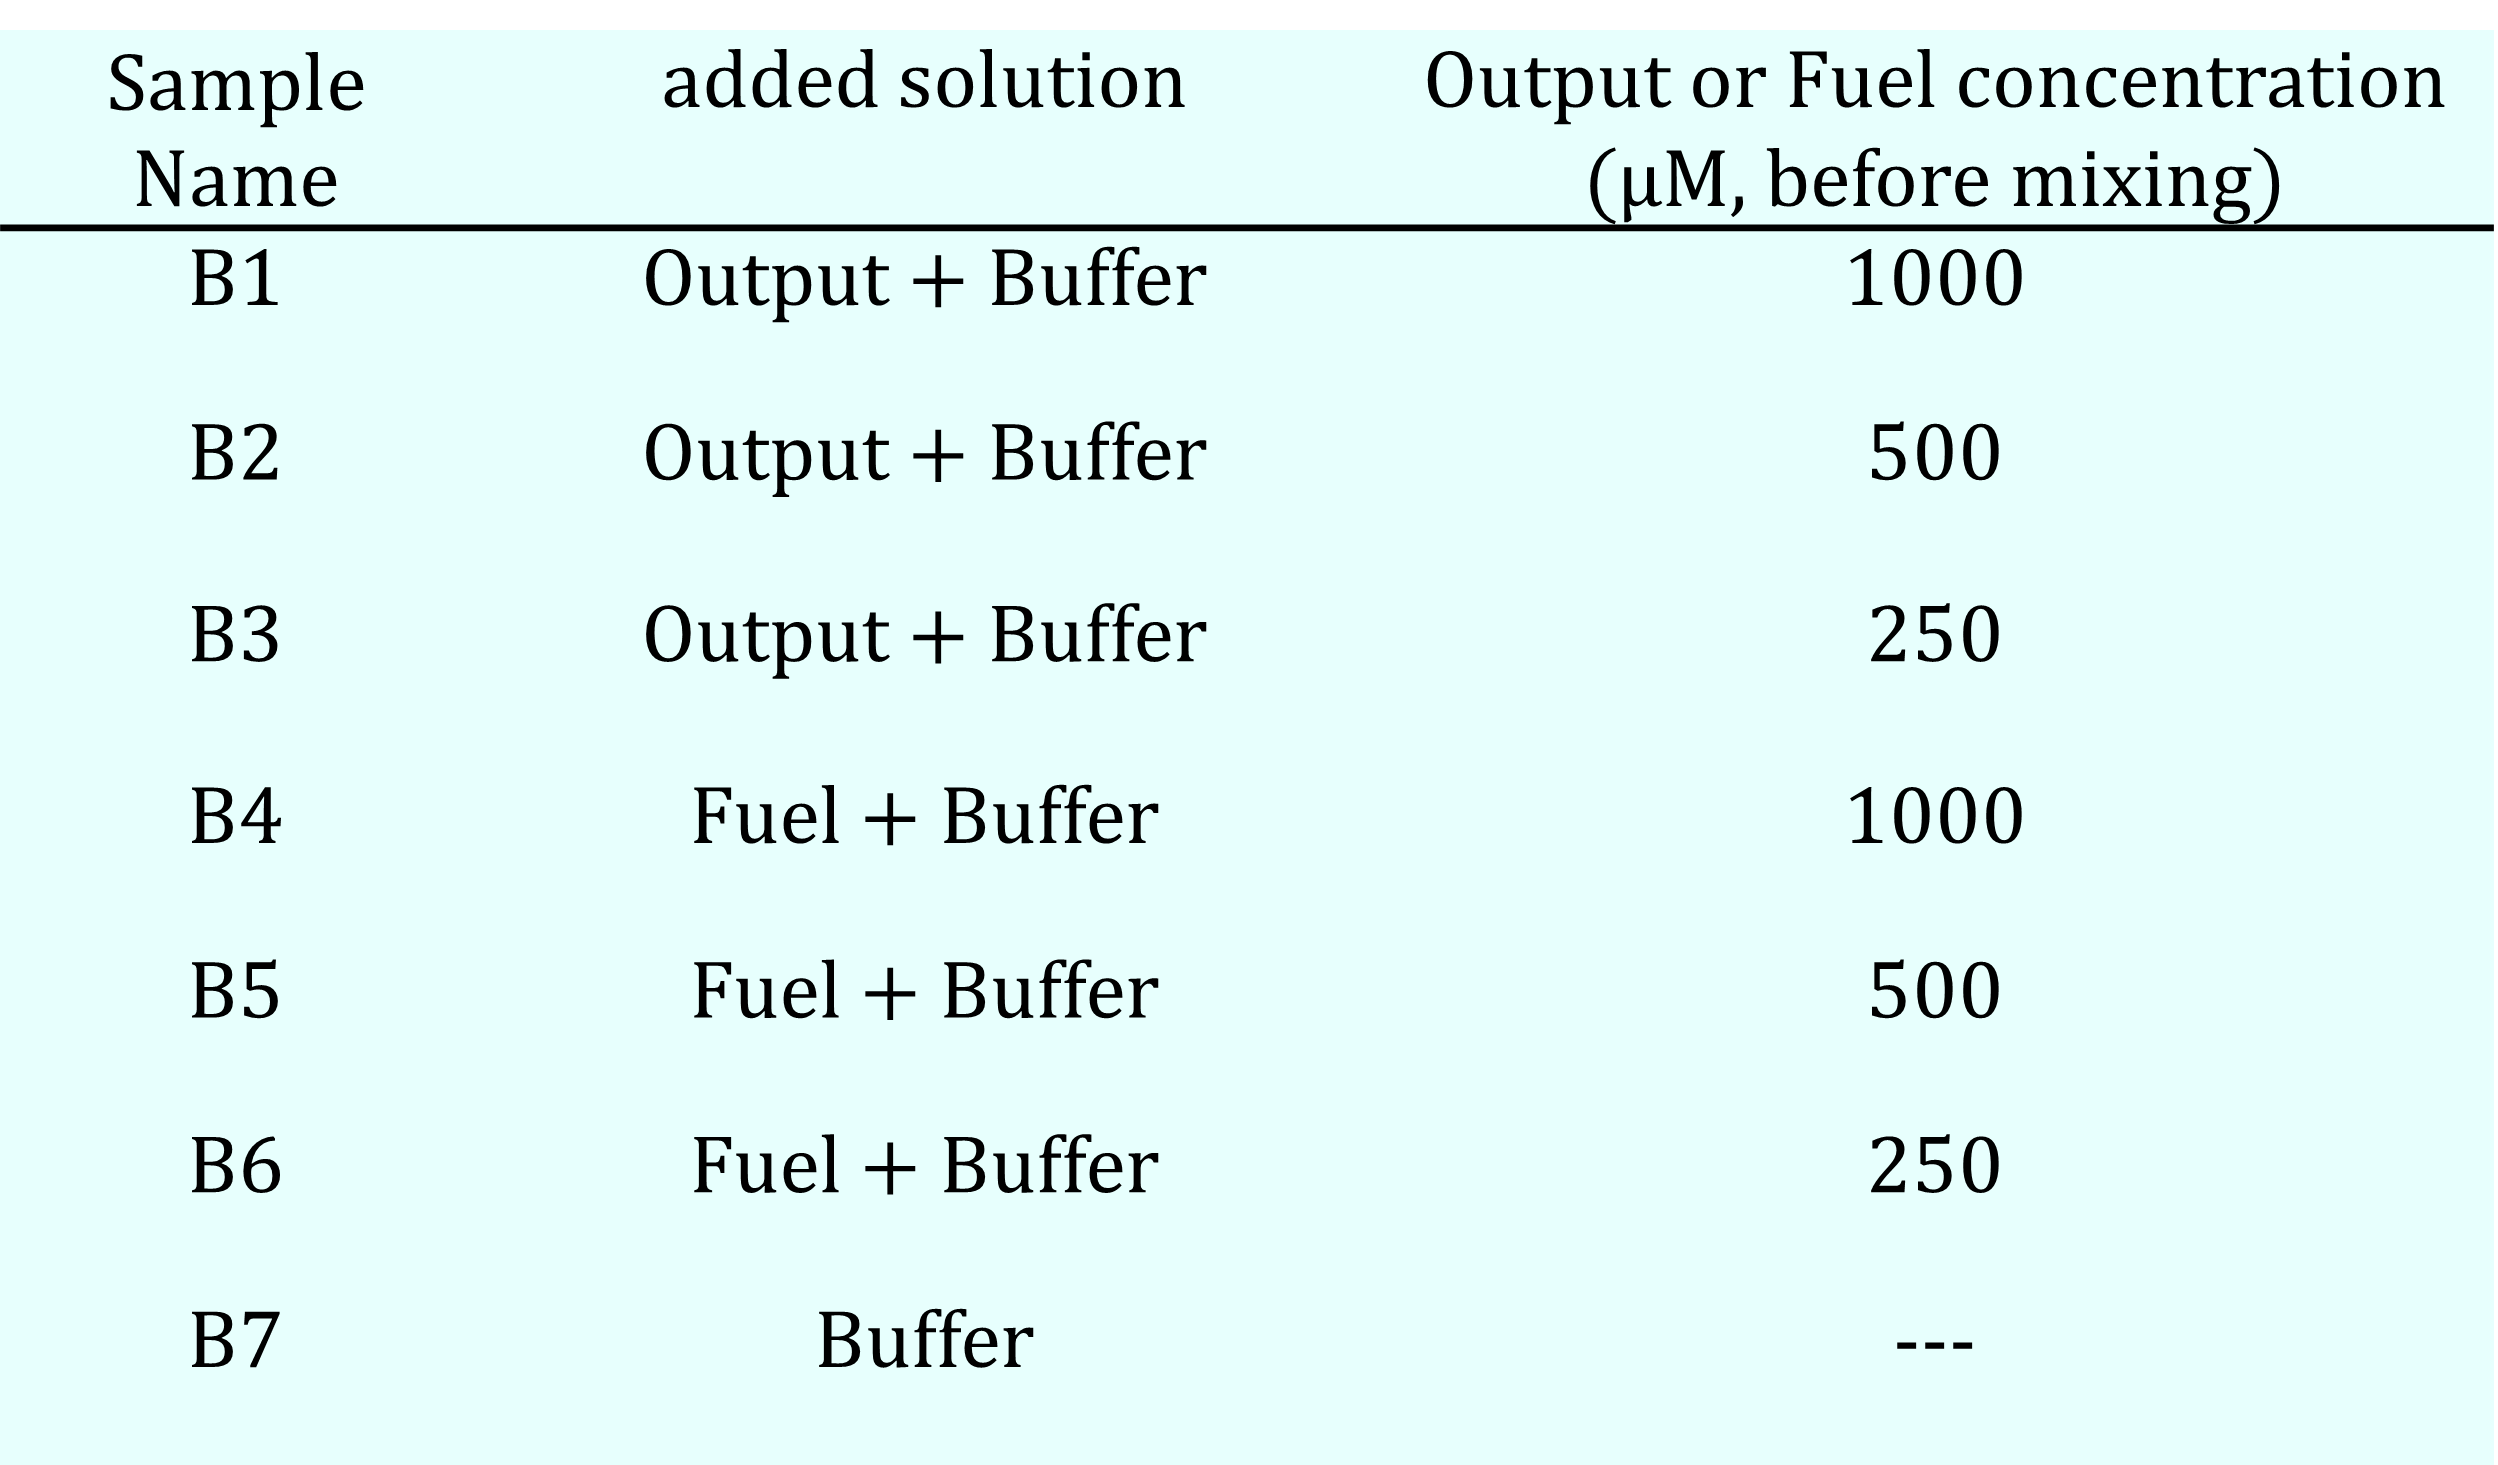 Sample Name added solution Output or Fuel concentration (μM, before mixing)
B1 Output + Buffer 1000
B2 Output + Buffer 500
B3 Output + Buffer 250
B4 Fuel + Buffer 1000
B5 Fuel + Buffer 500
B6 Fuel + Buffer 250
B7 Buffer ---